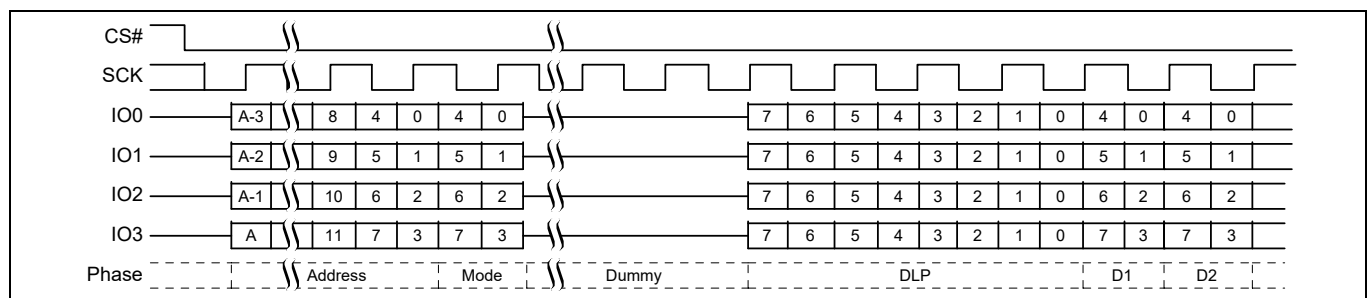 CS#
SCK
IO0 A-3 8 4 0 4 0 7 6 5 4 3 2 1 0 4 0 4 0
IO1 A-2 9 5 1 5 1 7 6 5 4 3 2 1 0 5 1 5 1
IO2 A-1 10 6 2 6 2 7 6 5 4 3 2 1 0 6 2 6 2
IO3 A 11 7 3 7 3 7 6 5 4 3 2 1 0 7 3 7 3
Phase Address Mode Dummy DLP D1 D2